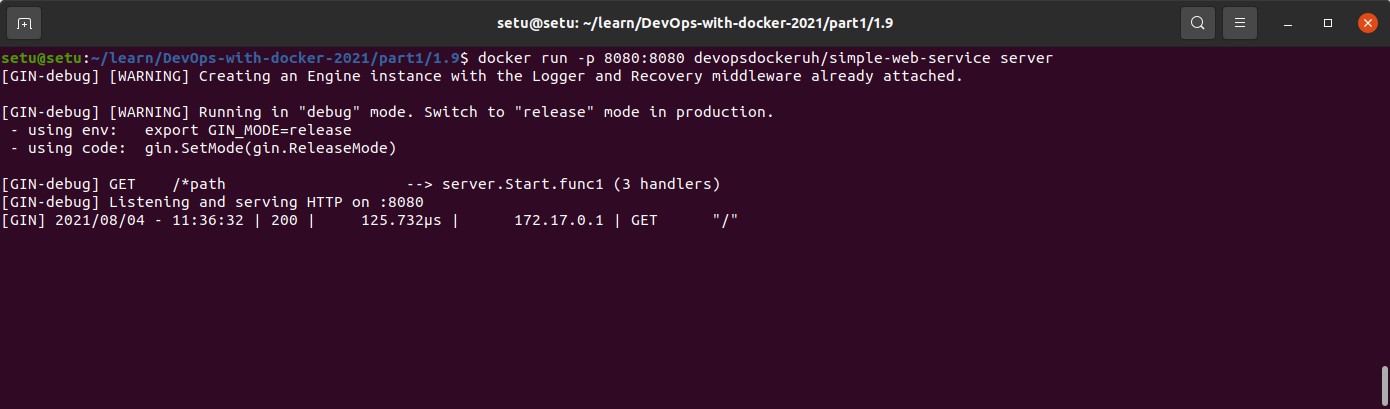 setu@setu: ~/learn/DevOps-with-docker-2021/part1/1.9
setu@setu:~/learn/DevOps-with-docker-2021/part1/1.9$ docker run -p 8080:8080 devopsdockeruh/simple-web-service server
[GIN-debug] [WARNING] Creating an Engine instance with the Logger and Recovery middleware already attached.
[GIN-debug] [WARNING] Running in "debug" mode. Switch to "release" mode in production.
 - using env:   export GIN_MODE=release
 - using code:  gin.SetMode(gin.ReleaseMode)
[GIN-debug] GET    /*path                    --> server.Start.func1 (3 handlers)
[GIN-debug] Listening and serving HTTP on :8080
[GIN] 2021/08/04 - 11:36:32 | 200 |     125.732µs |      172.17.0.1 | GET      "/"